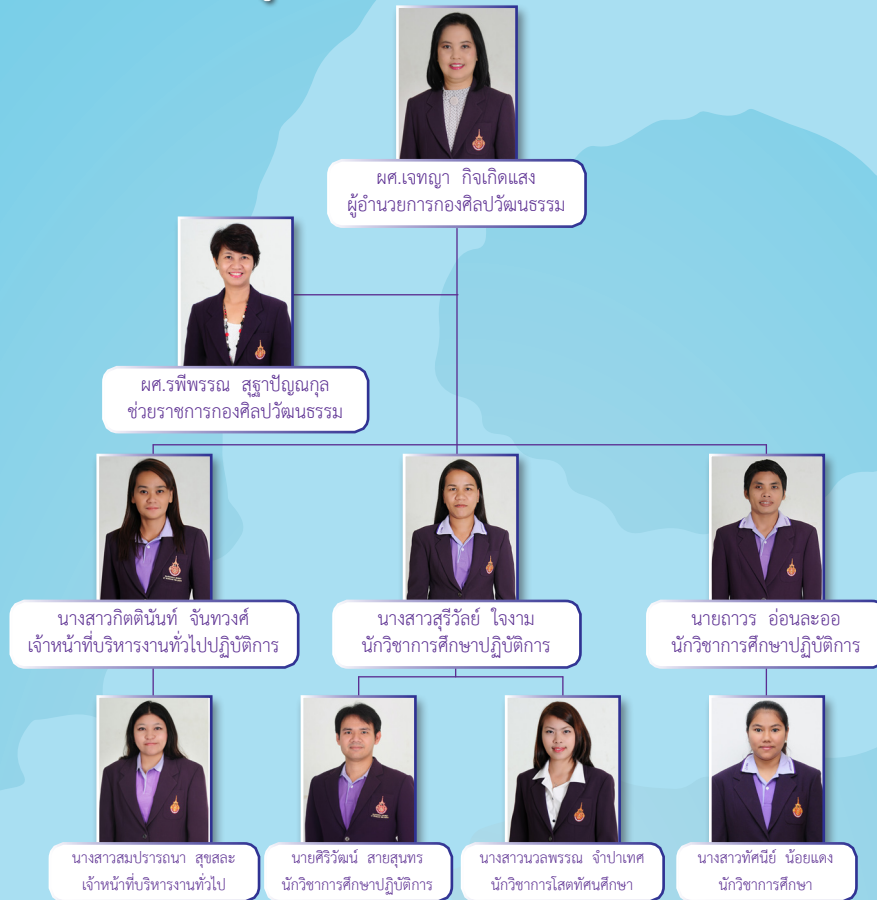 ผศ.เจทญา กิจเกิดแสง
ผู้อำนวยการกองศิลปวัฒนธรรม
ผศ.รพีพรรณ สุฐาปัญณกุล
ช่วยราชการกองศิลปวัฒนธรรม
นางสาวกิตตินันท์ จันทวงศ์
เจ้าหน้าที่บริหารงานทั่วไปปฏิบัติการ
นางสาวสุรีวัลย์ ใจงาม
นักวิชาการศึกษาปฏิบัติการ
นายถาวร อ่อนละออ
นักวิชาการศึกษาปฏิบัติการ
นางสาวสมปรารถนา สุขสละ
เจ้าหน้าที่บริหารงานทั่วไป
นายศิริวัฒน์ สายสุนทร
นักวิชาการศึกษาปฏิบัติการ
นางสาวนวลพรรณ จำปาเทศ
นักวิชาการโสตทัศนศึกษา
นางสาวทัศนีย์ น้อยแดง
นักวิชาการศึกษา